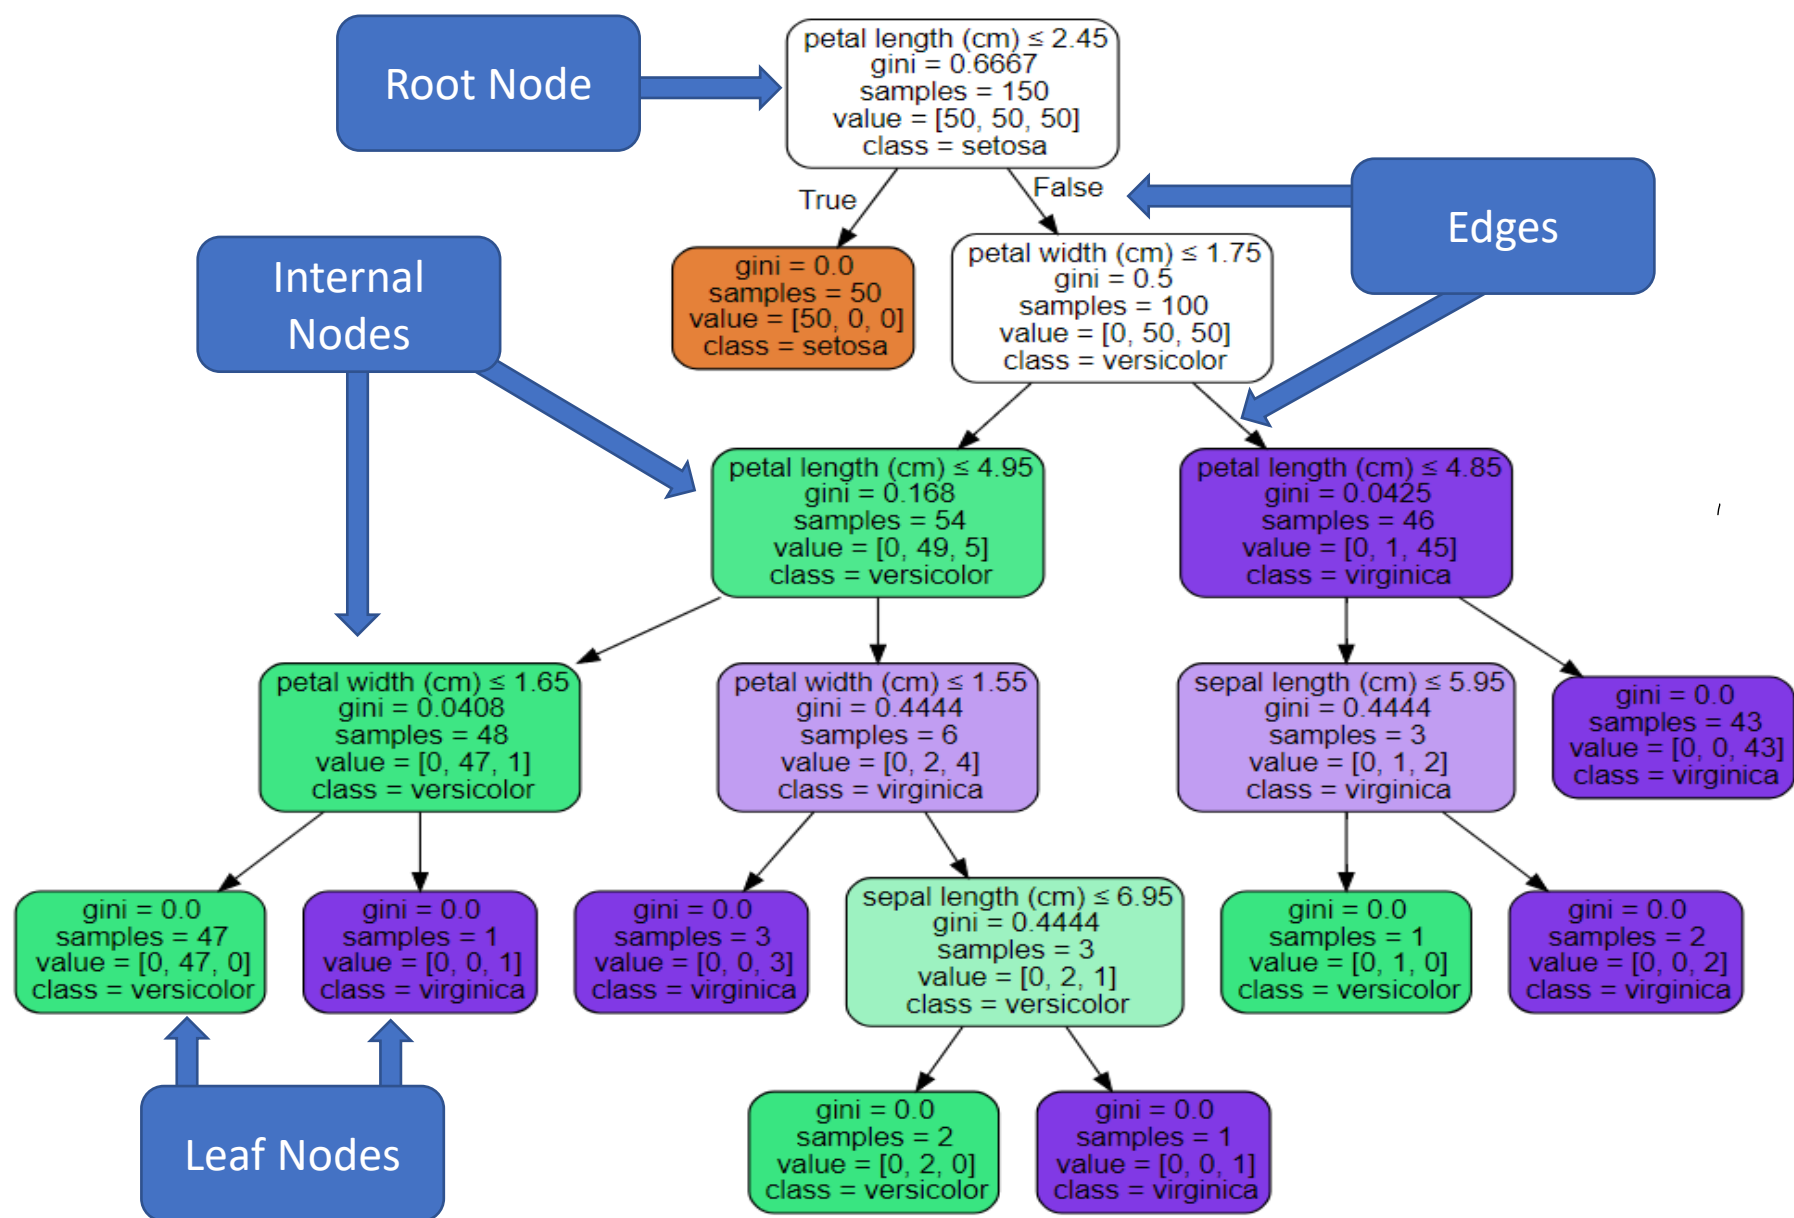 Root Node
petal length (cm) ≤ 2.45
gini = 0.6667
samples = 150
value = [50, 50, 50]
class = setosa
True
False
Edges
Internal
Nodes
gini = 0.0
samples = 50
value = [50, 0, 0]
class = setosa
petal width (cm) ≤ 1.75
gini = 0.5
samples = 100
value = [0, 50, 50]
class = versicolor
petal length (cm) ≤ 4.95
gini = 0.168
samples = 54
value = [0, 49, 5]
class = versicolor
petal length (cm) ≤ 4.85
gini = 0.0425
samples = 46
value = [0, 1, 45]
class = virginica
petal width (cm) ≤ 1.65
gini = 0.0408
samples = 48
value = [0, 47, 1]
class = versicolor
petal width (cm) ≤ 1.55
gini = 0.4444
samples = 6
value = [0, 2, 4]
class = virginica
sepal length (cm) ≤ 5.95
gini = 0.4444
samples = 3
value = [0, 1, 2]
class = virginica
gini = 0.0
samples = 43
value = [0, 0, 43]
class = virginica
gini = 0.0
samples = 47
value = [0, 47, 0]
class = versicolor
gini = 0.0
samples = 1
value = [0, 0, 1]
class = virginica
gini = 0.0
samples = 3
value = [0, 0, 3]
class = virginica
sepal length (cm) ≤ 6.95
gini = 0.4444
samples = 3
value = [0, 2, 1]
class = versicolor
gini = 0.0
samples = 1
value = [0, 1, 0]
class = versicolor
gini = 0.0
samples = 2
value = [0, 0, 2]
class = virginica
Leaf Nodes
gini = 0.0
samples = 2
value = [0, 2, 0]
class = versicolor
gini = 0.0
samples = 1
value = [0, 0, 1]
class = virginica